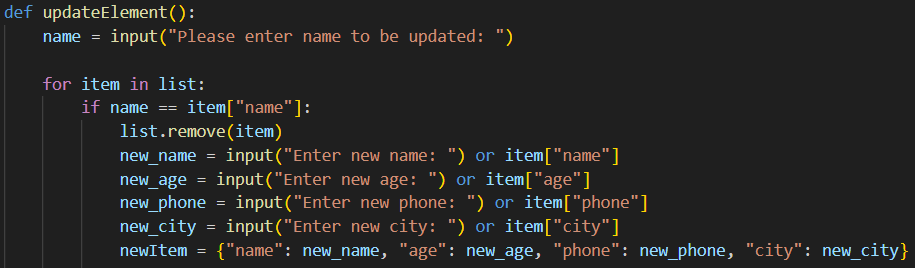 def updateElement():
    name = input("Please enter name to be updated: ")

    for item in list:
        if name == item["name"]:
            list.remove(item)
            new_name = input("Enter new name: ") or item["name"]
            new_age = input("Enter new age: ") or item["age"]
            new_phone = input("Enter new phone: ") or item["phone"]
            new_city = input("Enter new city: ") or item["city"]
            newItem = {"name": new_name, "age": new_age, "phone": new_phone, "city": new_city}